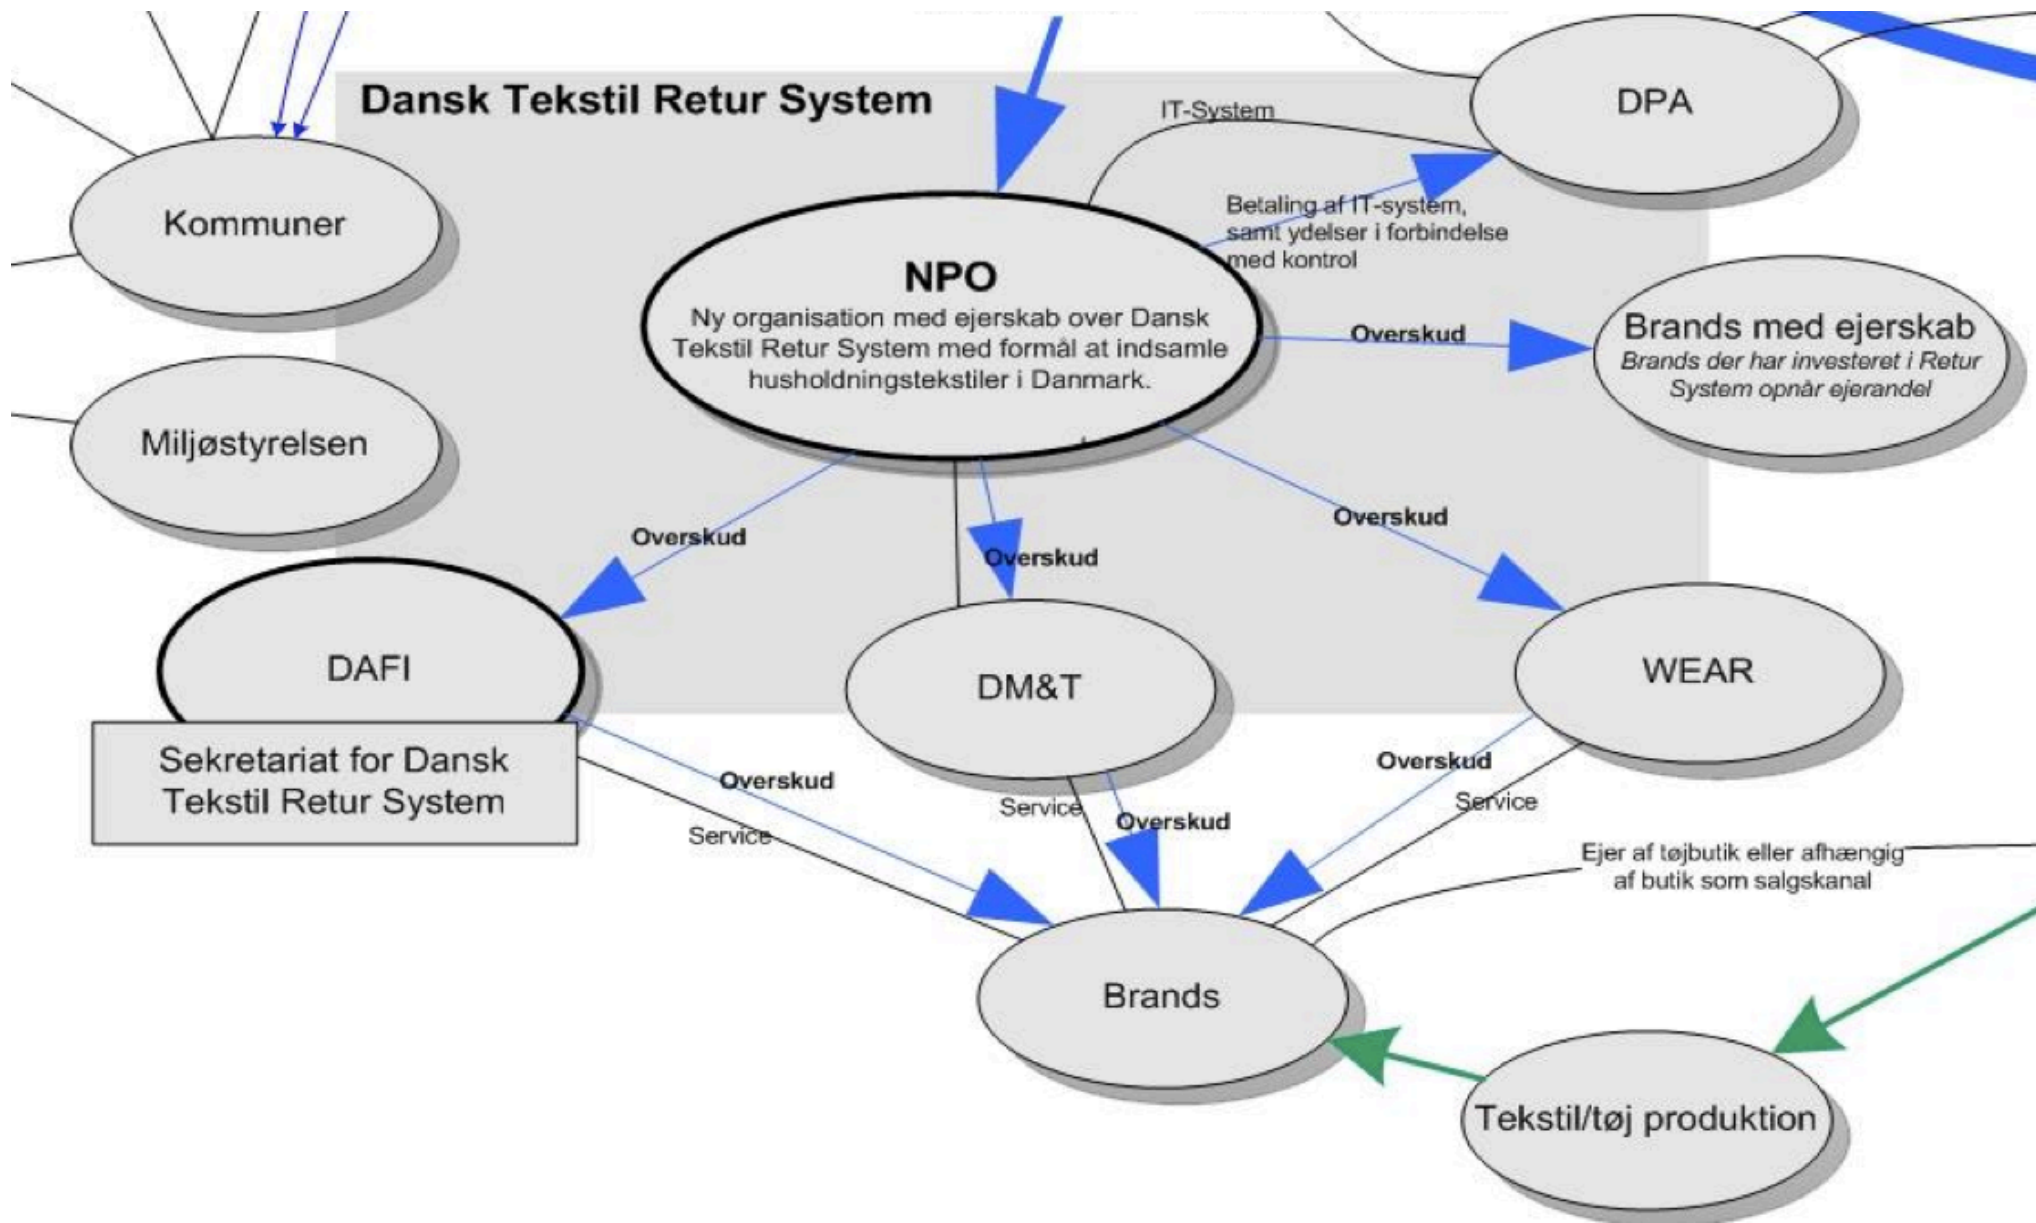 Dansk Tekstil Retur System
DPA
IT-System
Kommuner
Betaling af IT-system,
samt ydelser i forbindelse
med kontrol
NPO
Ny organisation med ejerskab over Dansk
Tekstil Retur System med formål at indsamle
husholdningstekstiler i Danmark.
Overskud
Brands med ejerskab
Brands der har investeret i Retur
System opnår ejerandel
Miljøstyrelsen
Overskud
Overskud
Overskud
DAFI
DM&T
WEAR
Sekretariat for Dansk
Tekstil Retur System
Overskud
Service
Service
Overskud
Overskud
Service
Ejer af tøjbutik eller afhængig
af butik som salgskanal
Brands
Tekstil/tøj produktion